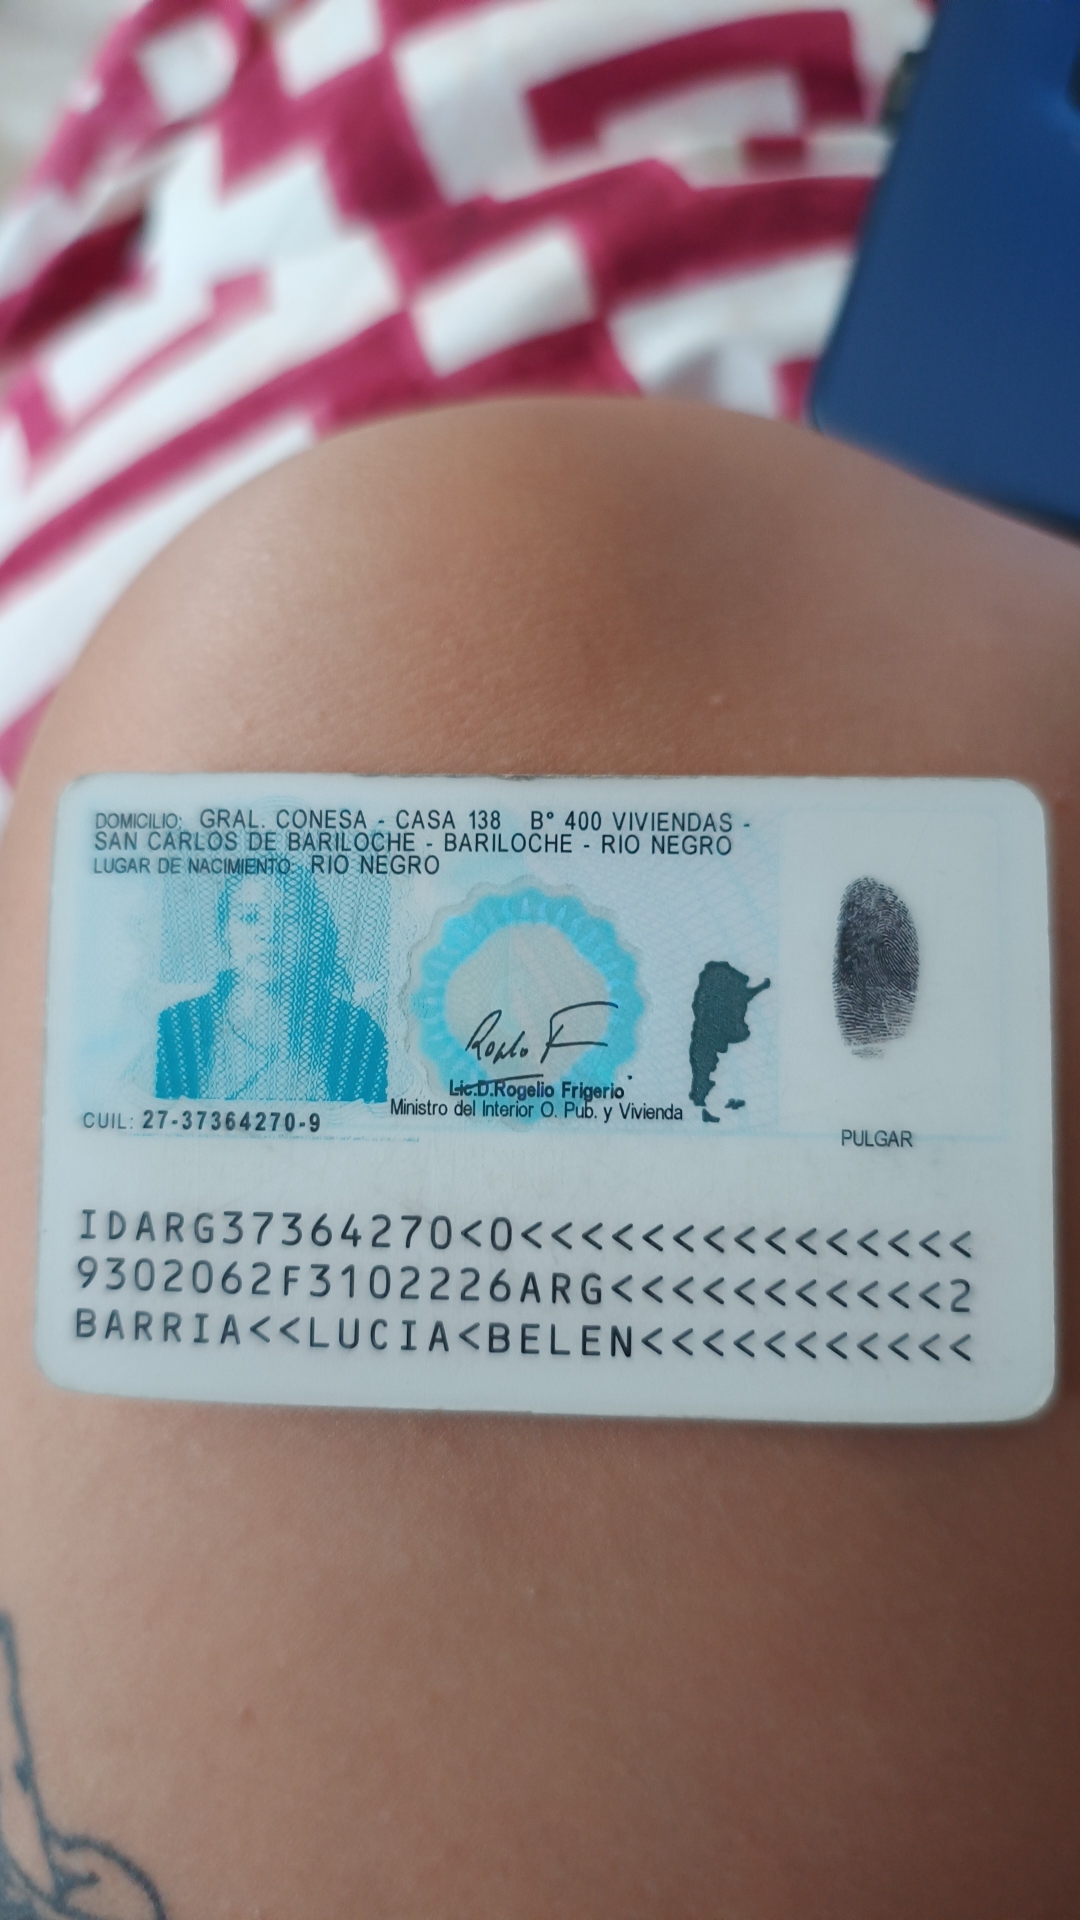 DOMICILIO: GRAL. CONESA - CASA 138 B° 400 VIVIENDAS -
SAN CARLOS DE BARILOCHE - BARILOCHE - RIO NEGRO
LUGAR DE NACIMIENTO: RIO NEGRO
Lic.D.Rogelio Frigerio
Ministro del Interior O. Pub. y Vivienda
CUIL: 27-37364270-9
PULGAR
IDARG37364270<0<<<<<<<<<<<<<<<
9302062F3102226ARG<<<<<<<<<<<2
BARRIA<<LUCIA<BELEN<<<<<<<<<<<